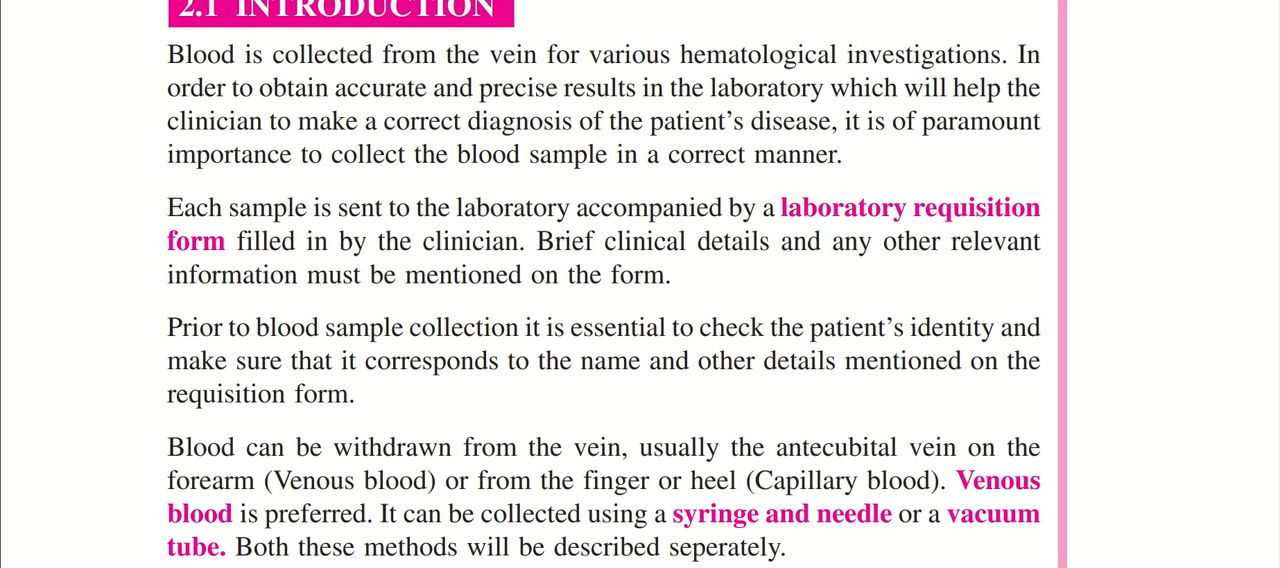 2.1 INTRODUCTION
Blood is collected from the vein for various hematological investigations. In
order to obtain accurate and precise results in the laboratory which will help the
clinician to make a correct diagnosis of the patient’s disease, it is of paramount
importance to collect the blood sample in a correct manner.
Each sample is sent to the laboratory accompanied by a laboratory requisition
form filled in by the clinician. Brief clinical details and any other relevant
information must be mentioned on the form.
Prior to blood sample collection it is essential to check the patient’s identity and
make sure that it corresponds to the name and other details mentioned on the
requisition form.
Blood can be withdrawn from the vein, usually the antecubital vein on the
forearm (Venous blood) or from the finger or heel (Capillary blood). Venous
blood is preferred. It can be collected using a syringe and needle or a vacuum
tube. Both these methods will be described seperately.